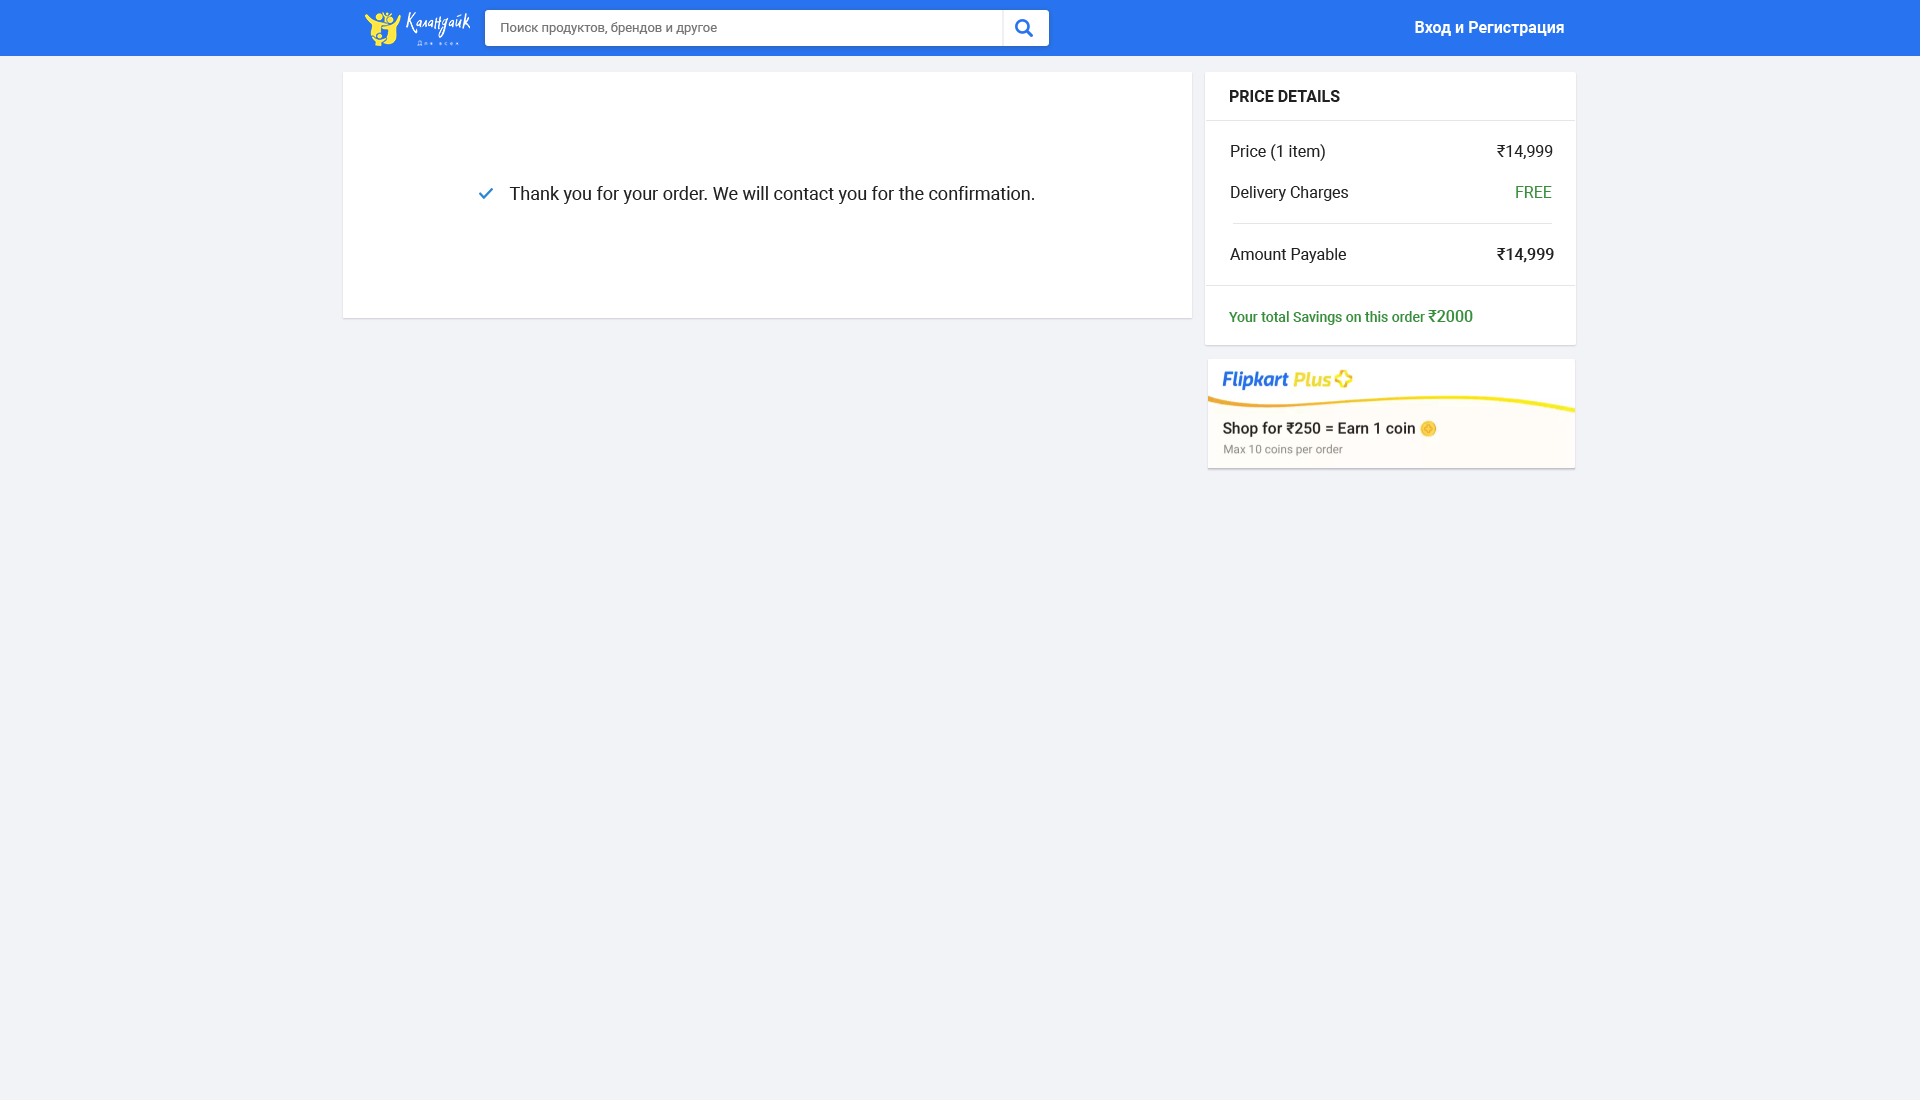 Каландайк
Для всех
Поиск продуктов, брендов и другое
Вход и Регистрация
Thank you for your order. We will contact you for the confirmation.
PRICE DETAILS
Price (1 item) ₹14,999
Delivery Charges FREE
Amount Payable ₹14,999
Your total Savings on this order ₹2000
Flipkart Plus
Shop for ₹250 = Earn 1 coin
Max 10 coins per order